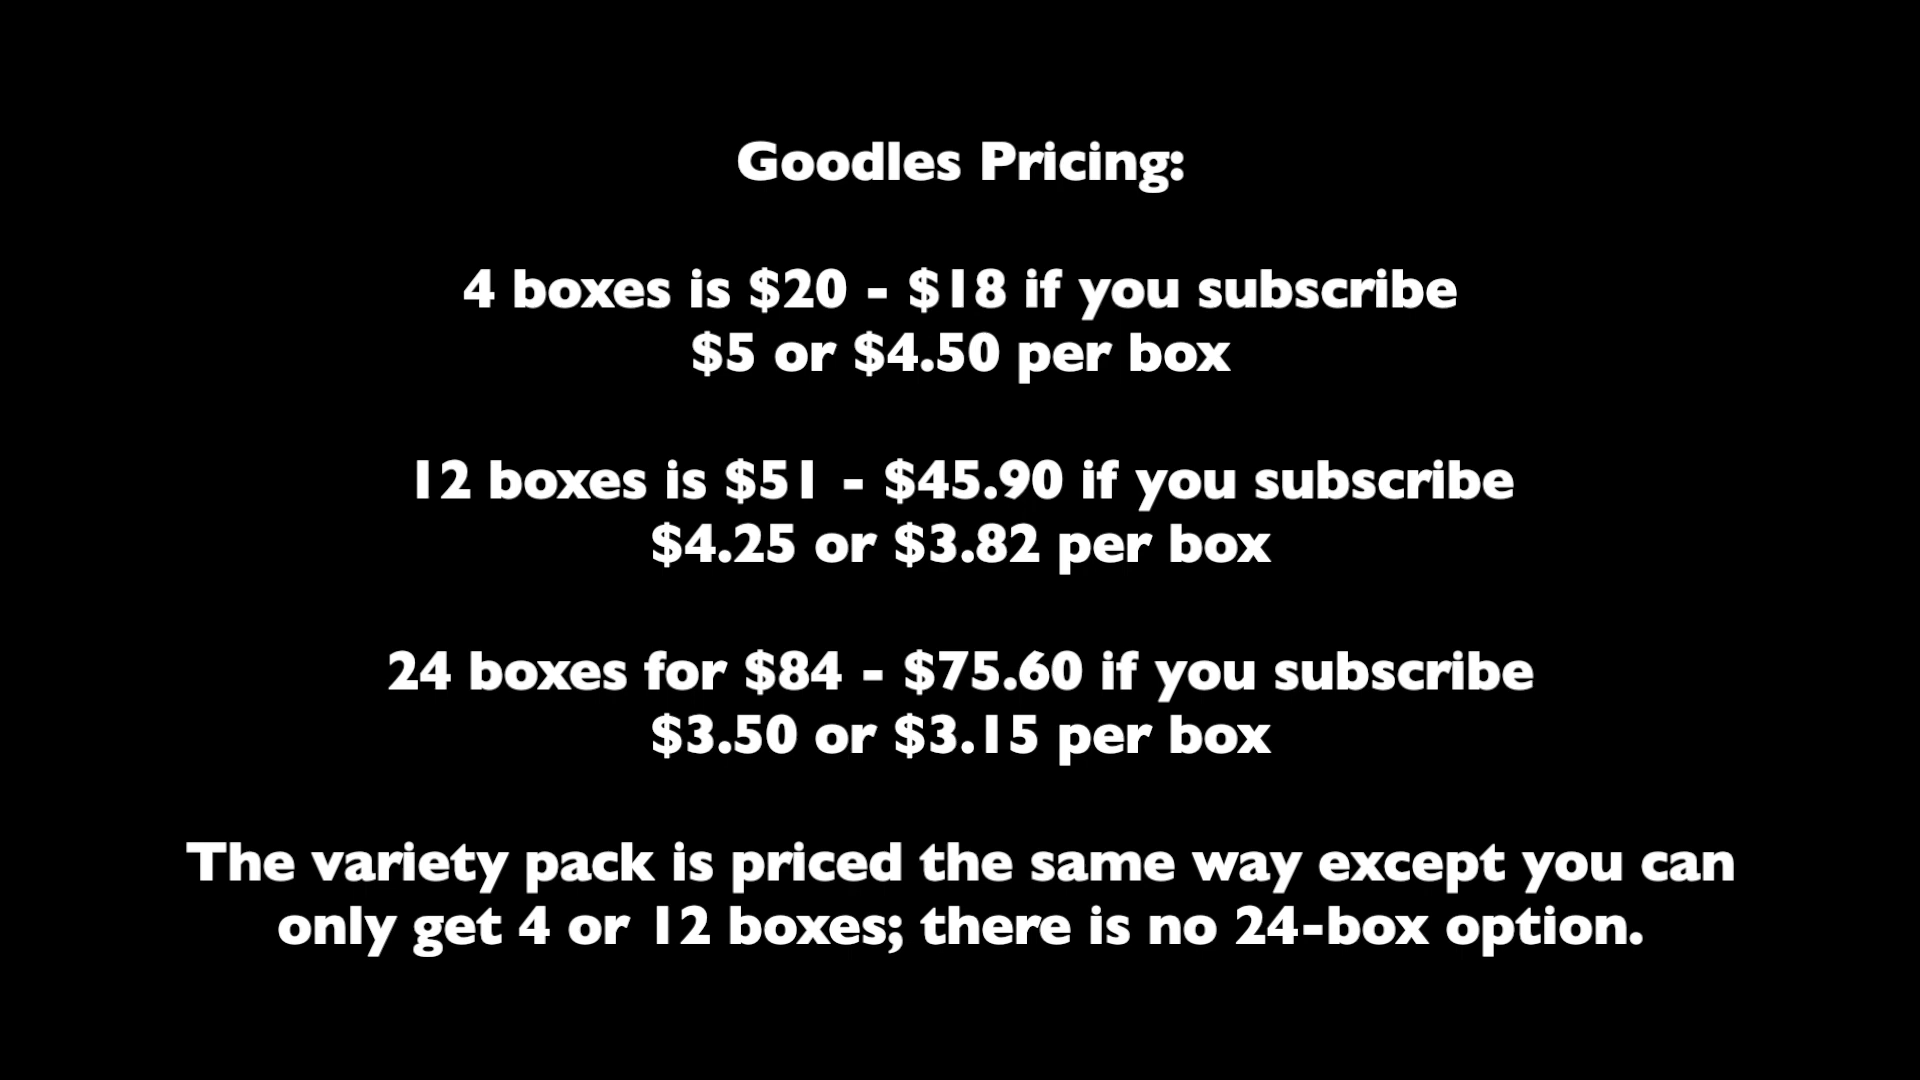 Goodles Pricing:
4 boxes is $20 - $18 if you subscribe
$5 or $4.50 per box
12 boxes is $51 - $45.90 if you subscribe
$4.25 or $3.82 per box
24 boxes for $84 - $75.60 if you subscribe
$3.50 or $3.15 per box
The variety pack is priced the same way except you can
only get 4 or 12 boxes; there is no 24-box option.